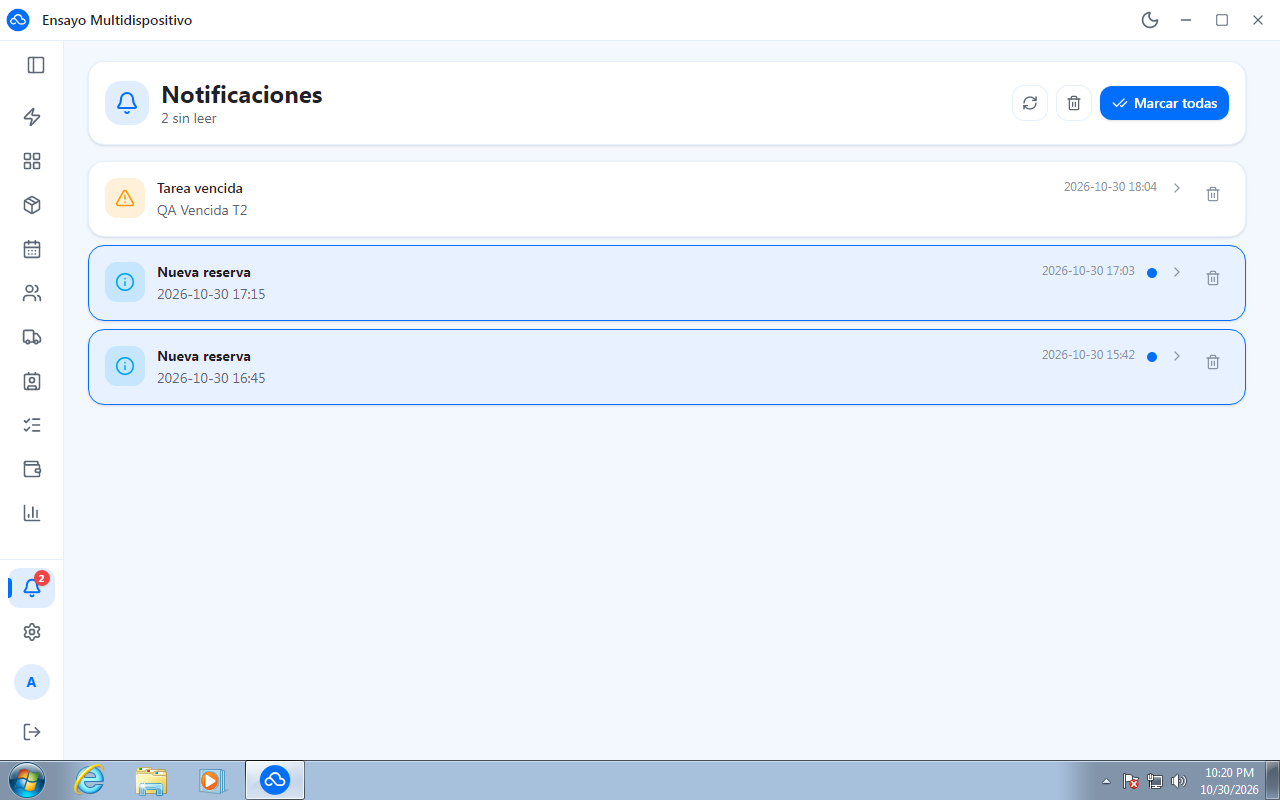 Ensayo Multidispositivo
Notificaciones
2 sin leer
Marcar todas
Tarea vencida
2026-10-30 18:04
QA Vencida T2
Nueva reserva
2026-10-30 17:03
2026-10-30 17:15
Nueva reserva
2026-10-30 15:42
2026-10-30 16:45
2
A
10:20 PM
10/30/2026